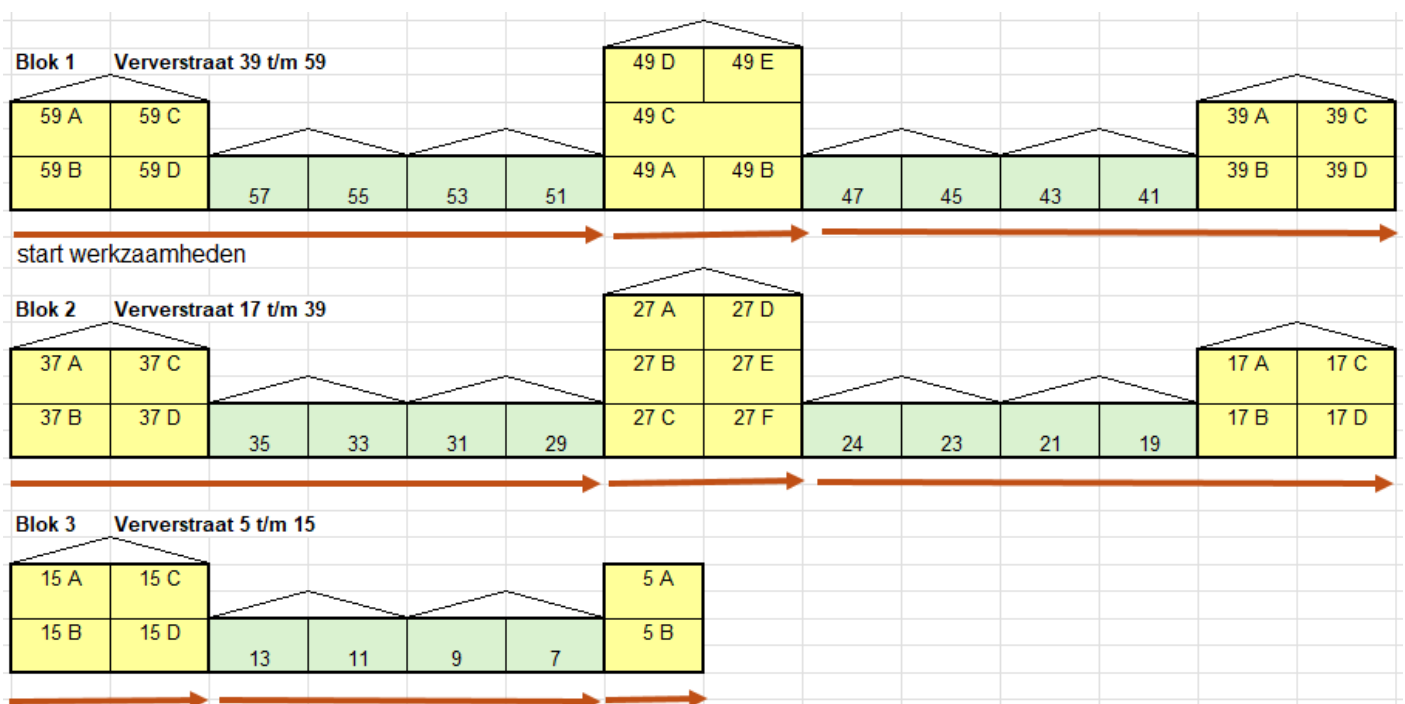 Blok 1 Ververstraat 39 t/m 59
49 D 49 E
59 A 59 C 49 C 39 A 39 C
59 B 59 D 57 55 53 51 49 A 49 B 47 45 43 41 39 B 39 D
start werkzaamheden
Blok 2 Ververstraat 17 t/m 39
27 A 27 D
37 A 37 C 27 B 27 E 17 A 17 C
37 B 37 D 35 33 31 29 27 C 27 F 24 23 21 19 17 B 17 D
Blok 3 Ververstraat 5 t/m 15
15 A 15 C 5 A
15 B 15 D 13 11 9 7 5 B